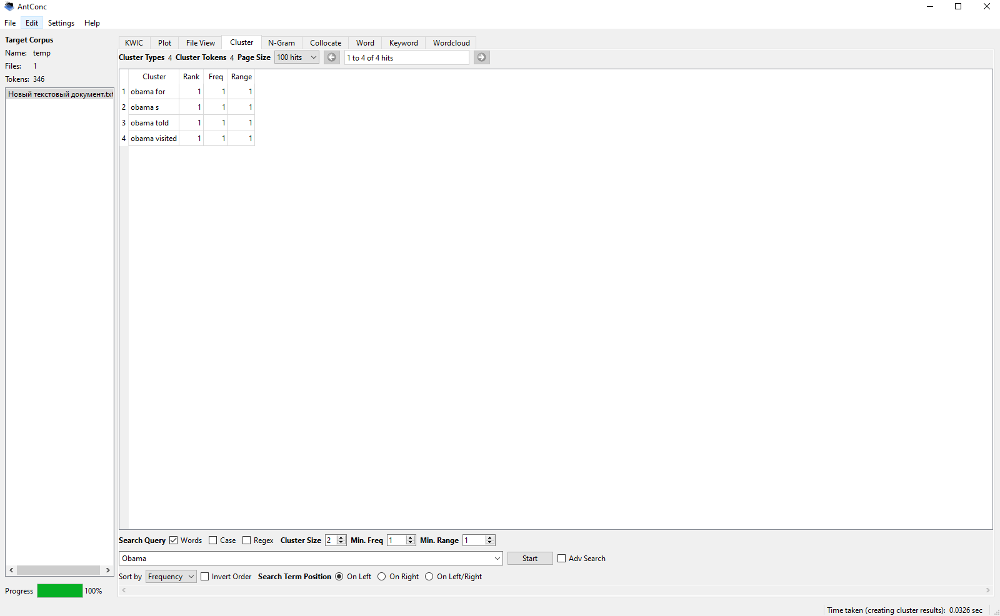 AntConc
File Edit Settings Help
Target Corpus
Name: temp
Files: 1
Tokens: 346
Новый текстовый документ.txt
KWIC Plot File View Cluster N-Gram Collocate Word Keyword Wordcloud
Cluster Types 4 Cluster Tokens 4 Page Size 100 hits 1 to 4 of 4 hits
Cluster Rank Freq Range
1 obama for 1 1 1
2 obama s 1 1 1
3 obama told 1 1 1
4 obama visited 1 1 1
Search Query Words Case Regex Cluster Size 2 Min. Freq 1 Min. Range 1
Obama Start Adv Search
Sort by Frequency Invert Order Search Term Position On Left On Right On Left/Right
Progress 100%
Time taken (creating cluster results): 0.0326 sec